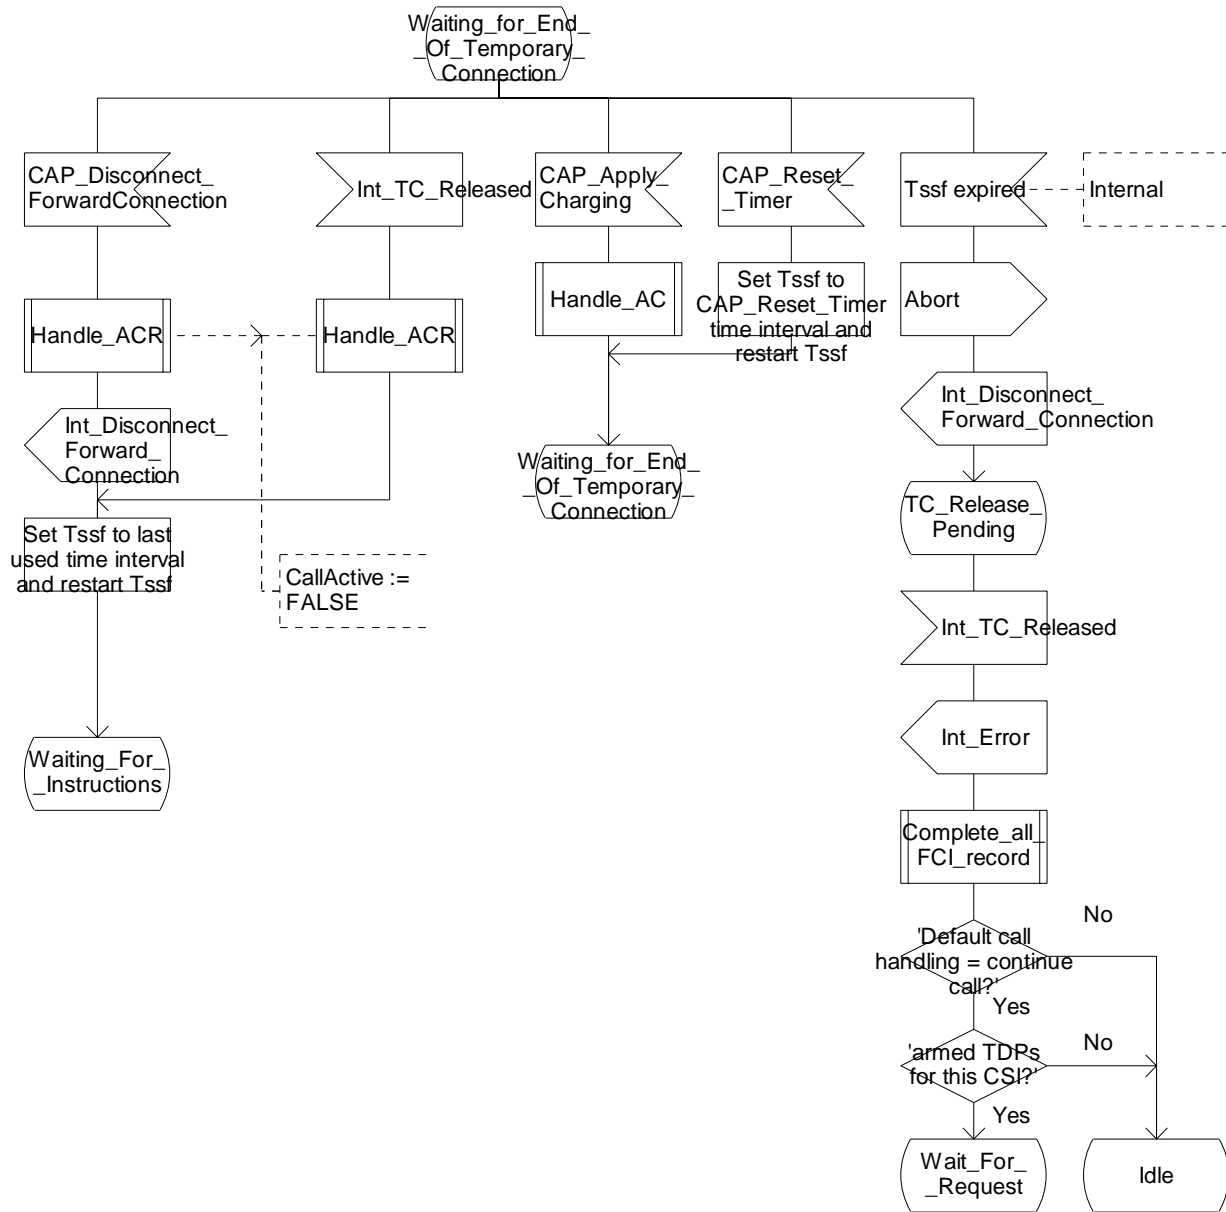 Waiting_for_End_
_Of_Temporary_
Connection
CAP_Disconnect_
ForwardConnection
Int_TC_Released
CAP_Apply_
Charging
CAP_Reset_
_Timer
Tssf expired
Internal
Handle_ACR
Handle_ACR
Handle_AC
Set Tssf to
CAP_Reset_Timer
time interval and
restart Tssf
Abort
Int_Disconnect_
Forward_
Connection
Int_Disconnect_
Forward_Connection
Waiting_for_End_
_Of_Temporary_
Connection
TC_Release_
_Pending
Set Tssf to last
used time interval
and restart Tssf
CallActive :=
FALSE
Int_TC_Released
Waiting_For_
_Instructions
Int_Error
Complete_all_
FCI_record
No
'Default call
handling = continue
call?'
Yes
'armed TDPs
for this CSI?'
No
Yes
Wait_For_
_Request
Idle